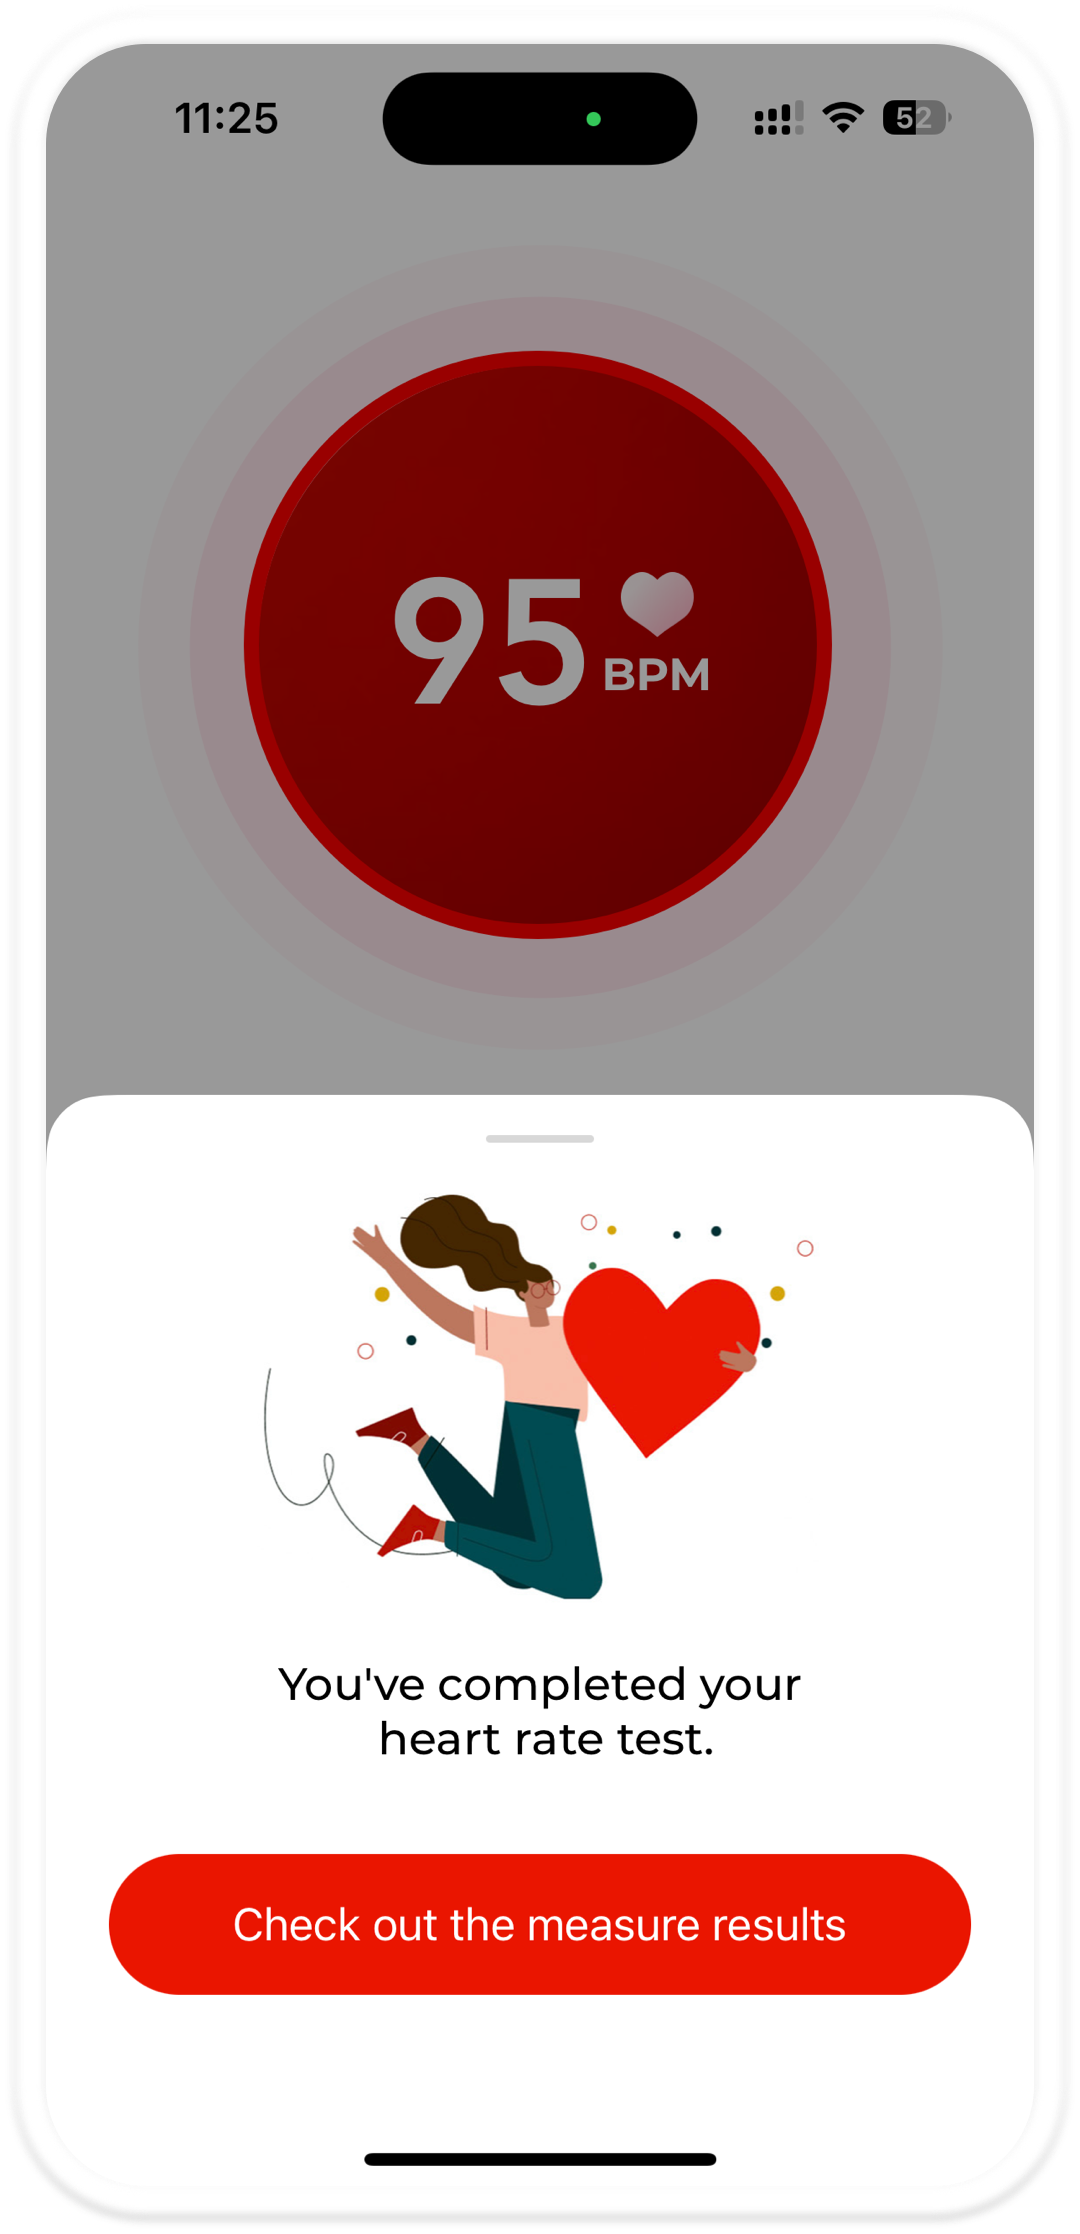 11:25
52
95
BPM
You've completed your
heart rate test.
Check out the measure results